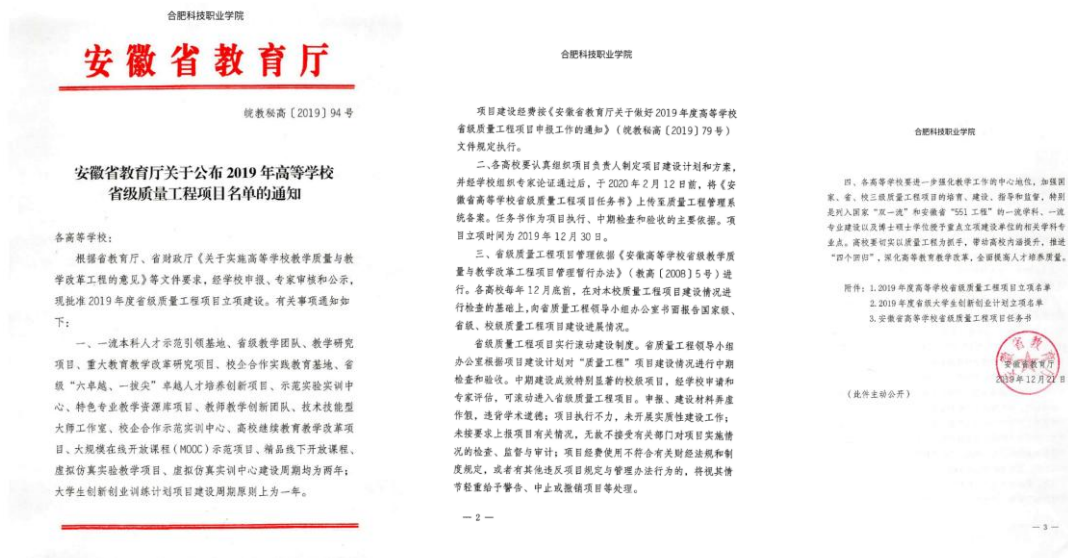 合肥科技职业学院
安徽省教育厅
皖教秘高〔2019〕94号
安徽省教育厅关于公布2019年高等学校
省级质量工程项目名单的通知
各高等学校：
根据省教育厅、省财政厅《关于实施高等学校教学质量与教
学改革工程的意见》等文件要求，经学校申报、专家审核和公示，
现批准2019年度省级质量工程项目立项建设。有关事项通知如
下：
一、一流本科人才示范引领基地、省级教学团队、教学研究
项目、重大教育教学改革研究项目、校企合作实践教育基地、省
级“六卓越、一拔尖”卓越人才培养创新项目、示范实验实训中
心、特色专业教学资源库项目、教师教学创新团队、技术技能型
大师工作室、校企合作示范实训中心、高校继续教育教学改革项
目、大规模在线开放课程(MOOC)示范项目、精品线下开放课程、
虚拟仿真实验教学项目、虚拟仿真实训中心建设周期均为两年；
大学生创新创业训练计划项目建设周期原则上为一年。
合肥科技职业学院
项目建设经费按《安徽省教育厅关于做好2019年度高等学校
省级质量工程项目申报工作的通知》（皖教秘高〔2019〕79号）
文件规定执行。
二、各高校要认真组织项目负责人制定项目建设计划和方案，
并经学校组织专家论证通过后，于2020年2月12日前，将《安
徽省高等学校省级质量工程项目任务书》上传至质量工程管理系
统备案。任务书作为项目执行、中期检查和验收的主要依据。项
目立项时间为2019年12月30日。
三、省级质量工程项目管理依据《安徽高等学校省级教学质
量与教学改革工程项目管理暂行办法》（教高〔2008〕5号）进
行。各高校每年12月底前，在对本校质量工程项目建设情况进
行检查的基础上，向省质量工程领导小组办公室书面报告国家级、
省级、校级质量工程项目建设进展情况。
省级质量工程项目实行滚动建设制度。省质量工程领导小组
办公室根据项目建设计划对“质量工程”项目建设情况进行中期
检查和验收。中期建设成效特别显著的校级项目，经学校申请和
专家评估，可滚动进入省级质量工程项目。申报、建设材料弄虚
作假，违背学术道德；项目执行不力，未开展实质性建设工作；
未按要求上报项目有关情况，无故不接受有关部门对项目实施情
况的检查、监督与审计；项目经费使用不符合有关财经法规和制
度规定，或者有其他违反项目规定与管理办法行为的，将视其情
节轻重给予警告、中止或撤销项目等处理。
— 2 —
合肥科技职业学院
四、各高等学校要进一步强化教学工作的中心地位，加强国
家、省、校三级质量工程项目的培育、建设、指导和监督，特别
是列入国家“双一流”和安徽省“551工程”的一流学科、一流
专业建设以及博士硕士学位授予重点立项建设单位的相关学科专
业点。高校要切实以质量工程为抓手，带动高校内涵提升，推进
“四个回归”，深化高等教育教学改革，全面提高人才培养质量。
附件：1.2019年度高等学校省级质量工程项目立项名单
2.2019年度省级大学生创新创业计划立项名单
3.安徽省高等学校省级质量工程项目任务书
安徽省教育厅
2019年12月21日
（此件主动公开）
— 3 —